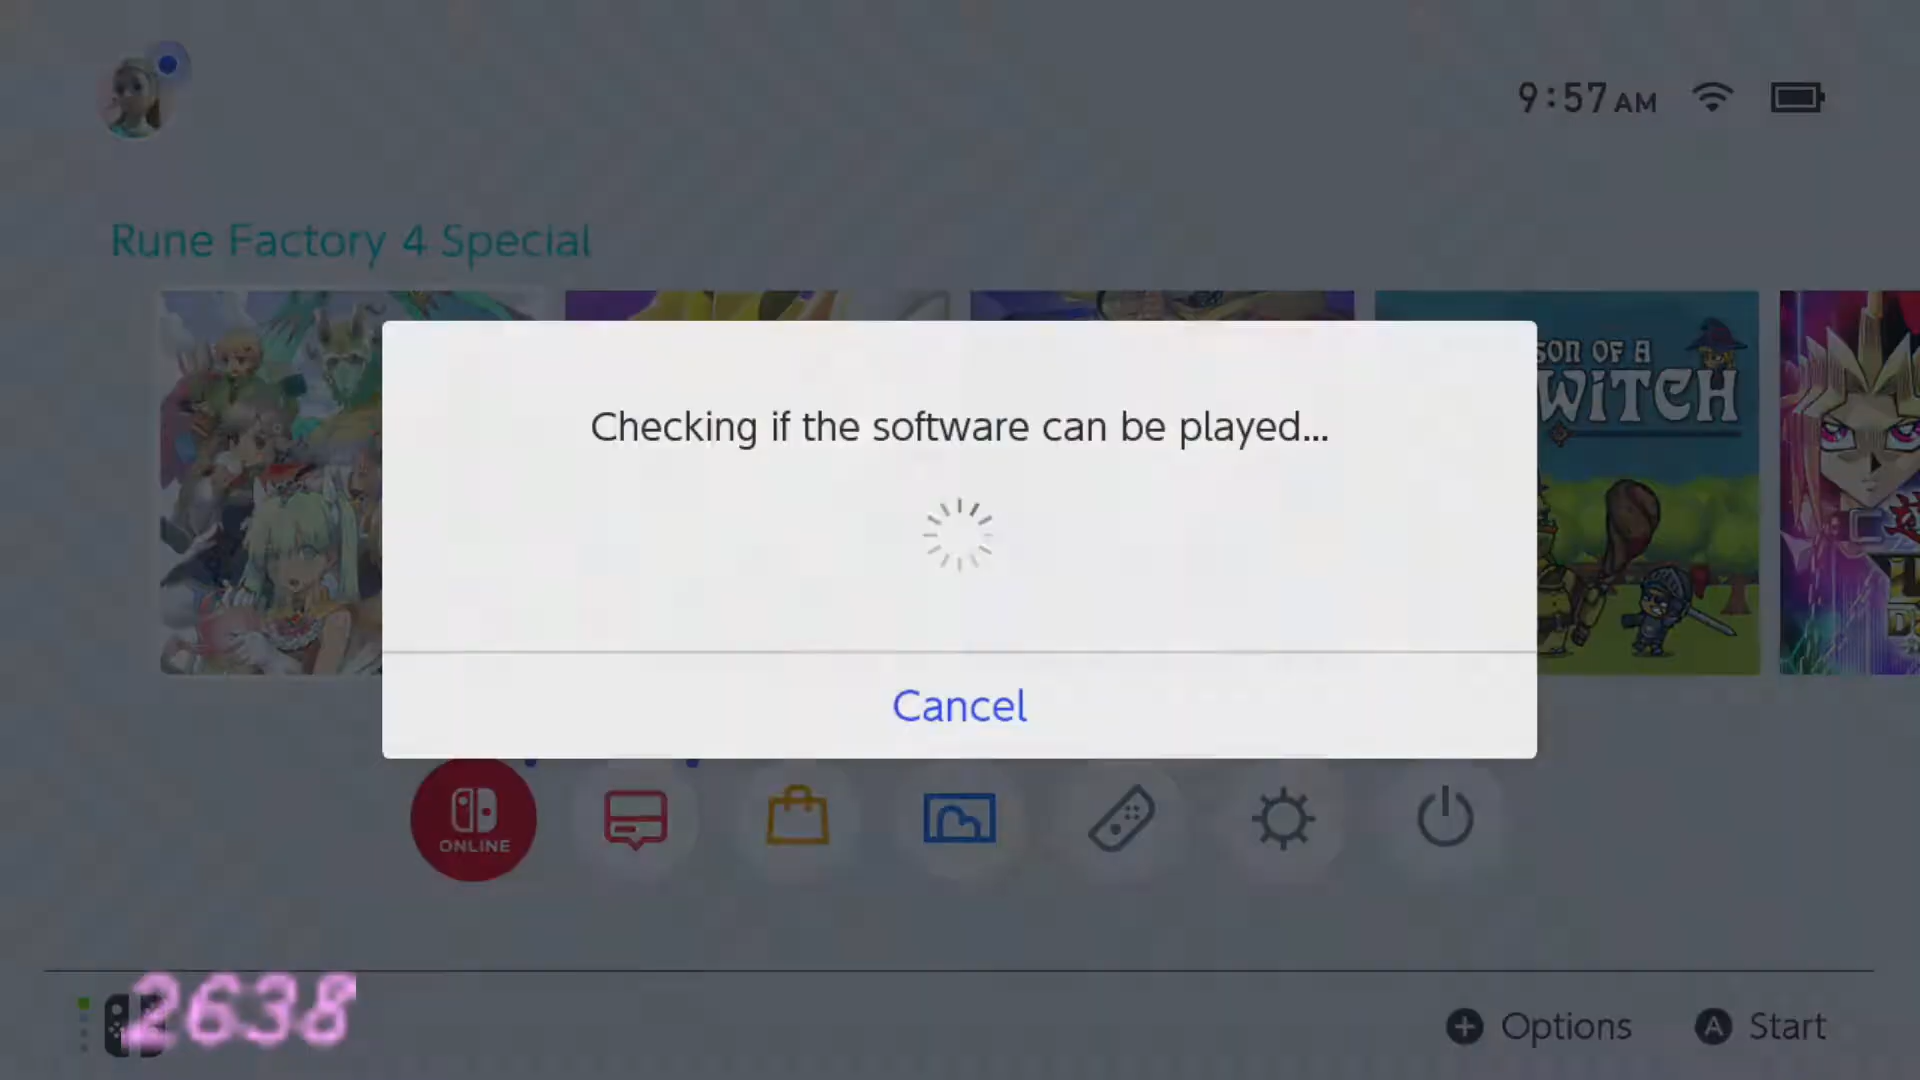 9:57 AM
Rune Factory 4 Special
SON OF A
WiTCH
Checking if the software can be played...
Cancel
ONLINE
2638
+ Options
A Start